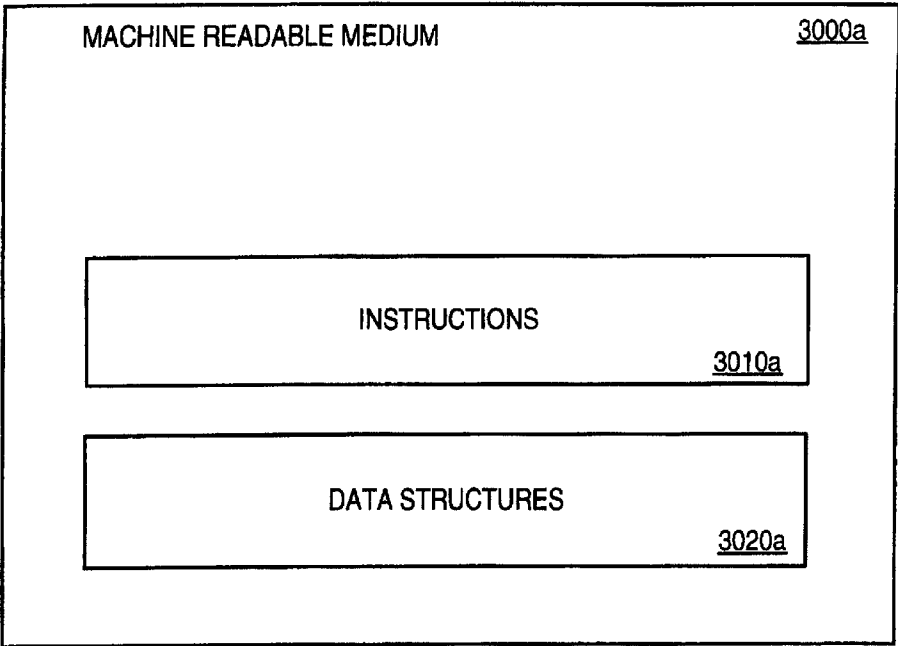 MACHINE READABLE MEDIUM 3000a
INSTRUCTIONS
3010a
DATA STRUCTURES
3020a